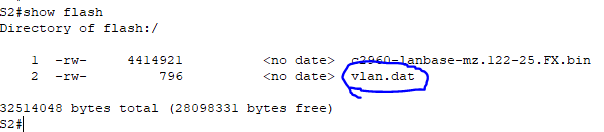 S2#show flash
Directory of flash:/
1 -rw- 4414921 <no date> c2960-lanbase-mz.122-25.FX.bin
2 -rw- 796 <no date> vlan.dat
32514048 bytes total (28098331 bytes free)
S2#